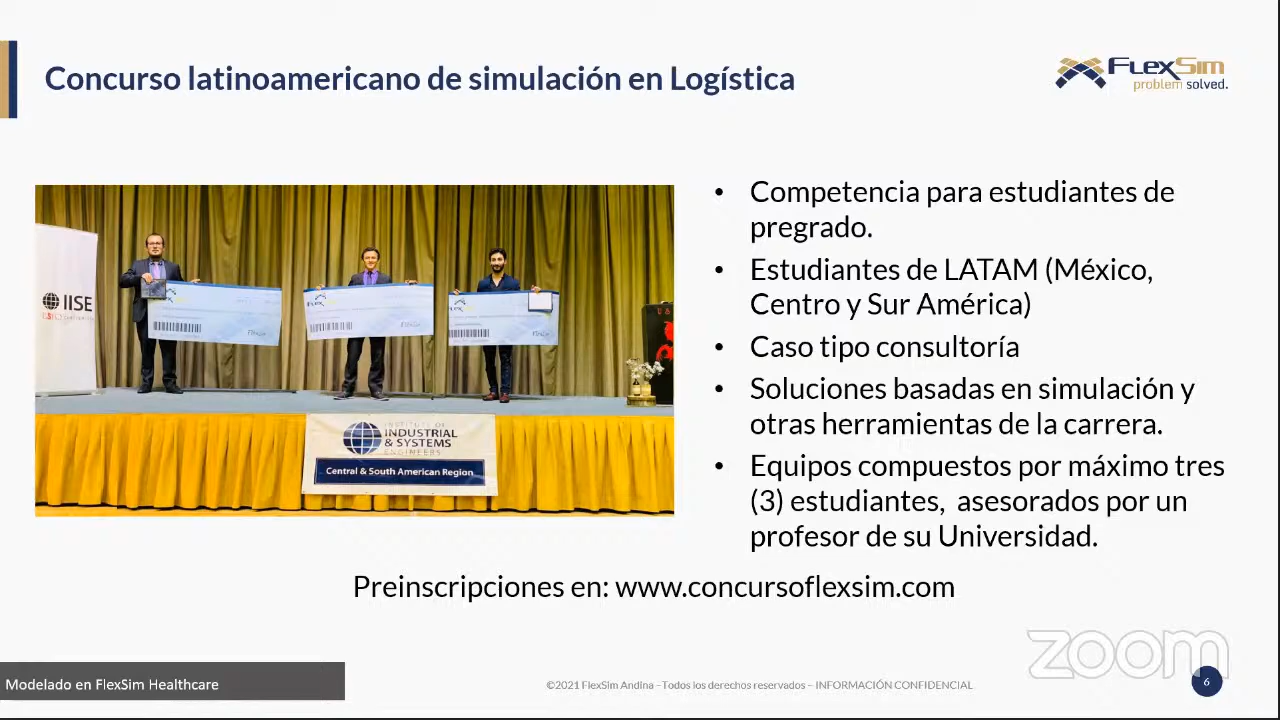 Concurso latinoamericano de simulación en Logística
FLEXSIM
problem solved.
• Competencia para estudiantes de
pregrado.
• Estudiantes de LATAM (México,
Centro y Sur América)
• Caso tipo consultoría
• Soluciones basadas en simulación y
otras herramientas de la carrera.
• Equipos compuestos por máximo tres
(3) estudiantes, asesorados por un
profesor de su Universidad.
IISE
INSTITUTE OF
INDUSTRIAL
& SYSTEMS
ENGINEERS
Central & South American Region
Preinscripciones en: www.concursoflexsim.com
zoom
Modelado en FlexSim Healthcare
©2021 FlexSim Andina –Todos los derechos reservados – INFORMACIÓN CONFIDENCIAL
6